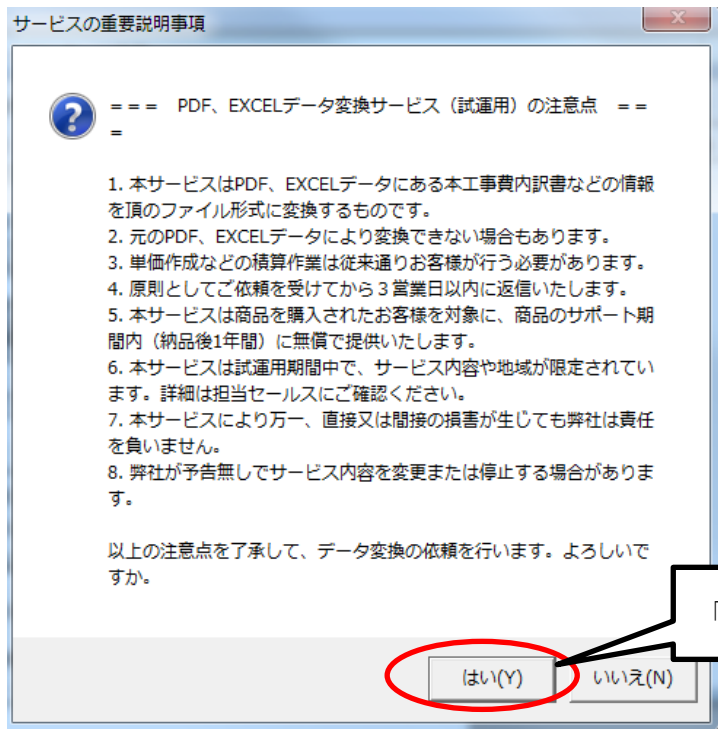 サービスの重要説明事項
=== PDF、EXCELデータ変換サービス（試運用）の注意点 ==
=
1. 本サービスはPDF、EXCELデータにある本工事費内訳書などの情報
を頂のファイル形式に変換するものです。
2. 元のPDF、EXCELデータにより変換できない場合もあります。
3. 単価作成などの積算作業は従来通りお客様が行う必要があります。
4. 原則としてご依頼を受けてから３営業日以内に返信いたします。
5. 本サービスは商品を購入されたお客様を対象に、商品のサポート期
間内（納品後1年間）に無償で提供いたします。
6. 本サービスは試運用期間中で、サービス内容や地域が限定されてい
ます。詳細は担当セールスにご確認ください。
7. 本サービスにより万一、直接又は間接の損害が生じても弊社は責任
を負いません。
8. 弊社が予告無しでサービス内容を変更または停止する場合がありま
す。
以上の注意点を了承して、データ変換の依頼を行います。よろしいで
すか。
「
はい(Y) いいえ(N)